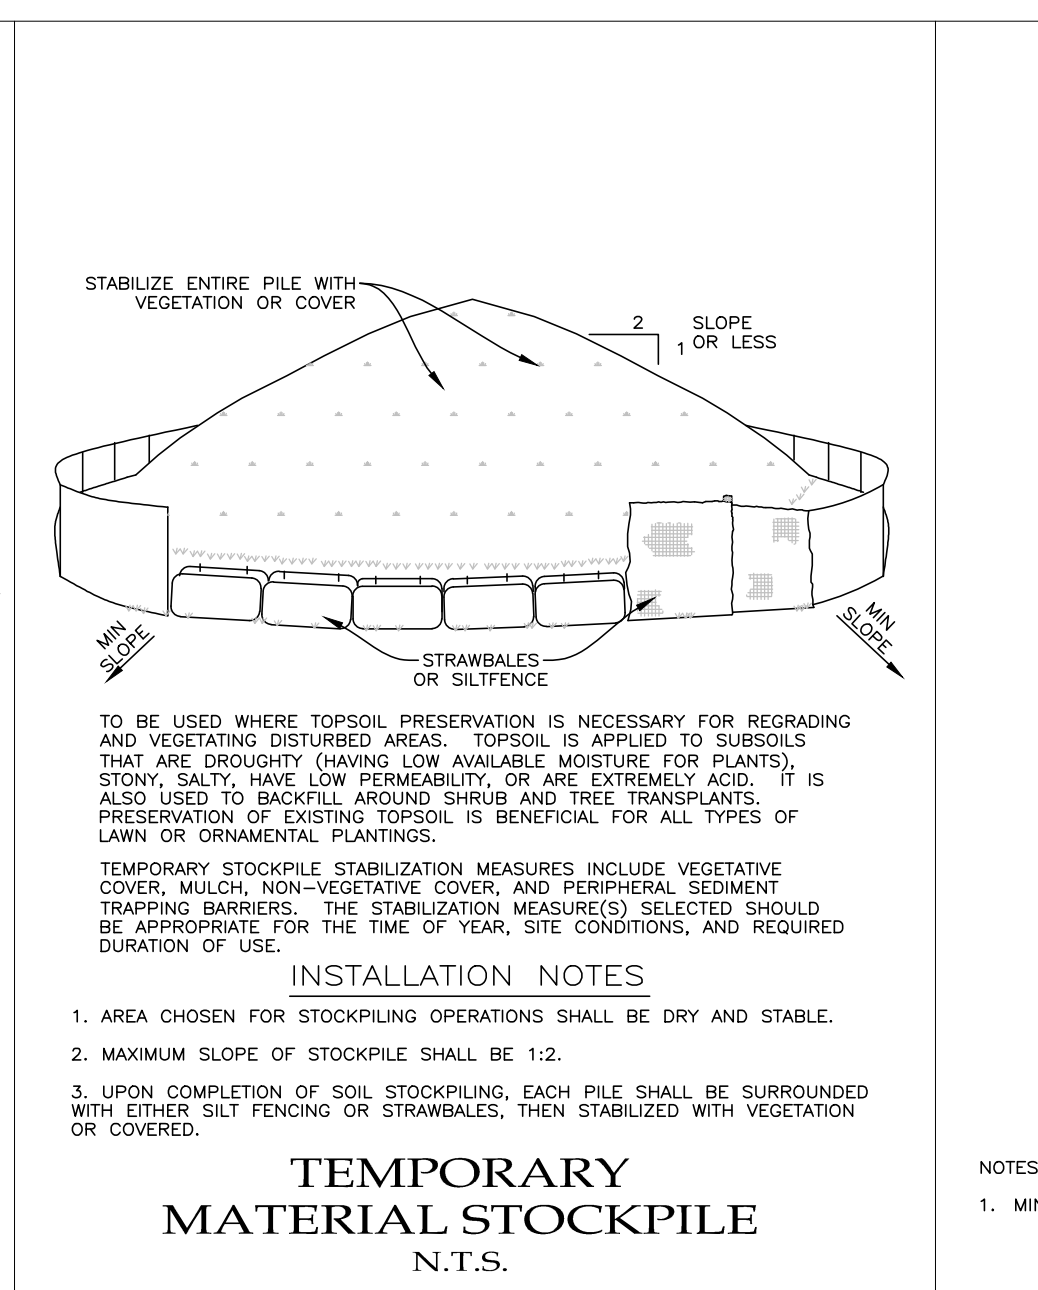 STABILIZE ENTIRE PILE WITH
VEGETATION OR COVER
2
1
SLOPE
OR LESS
MIN
SLOPE
MIN
SLOPE
STRAWBALES
OR SILTFENCE
TO BE USED WHERE TOPSOIL PRESERVATION IS NECESSARY FOR REGRADING
AND VEGETATING DISTURBED AREAS. TOPSOIL IS APPLIED TO SUBSOILS
THAT ARE DROUGHTY (HAVING LOW AVAILABLE MOISTURE FOR PLANTS),
STONY, SALTY, HAVE LOW PERMEABILITY, OR ARE EXTREMELY ACID. IT IS
ALSO USED TO BACKFILL AROUND SHRUB AND TREE TRANSPLANTS.
PRESERVATION OF EXISTING TOPSOIL IS BENEFICIAL FOR ALL TYPES OF
LAWN OR ORNAMENTAL PLANTINGS.
TEMPORARY STOCKPILE STABILIZATION MEASURES INCLUDE VEGETATIVE
COVER, MULCH, NON-VEGETATIVE COVER, AND PERIPHERAL SEDIMENT
TRAPPING BARRIERS. THE STABILIZATION MEASURE(S) SELECTED SHOULD
BE APPROPRIATE FOR THE TIME OF YEAR, SITE CONDITIONS, AND REQUIRED
DURATION OF USE.
INSTALLATION NOTES
1. AREA CHOSEN FOR STOCKPILING OPERATIONS SHALL BE DRY AND STABLE.
2. MAXIMUM SLOPE OF STOCKPILE SHALL BE 1:2.
3. UPON COMPLETION OF SOIL STOCKPILING, EACH PILE SHALL BE SURROUNDED
WITH EITHER SILT FENCING OR STRAWBALES, THEN STABILIZED WITH VEGETATION
OR COVERED.
TEMPORARY
MATERIAL STOCKPILE
N.T.S.
NOTES
1.